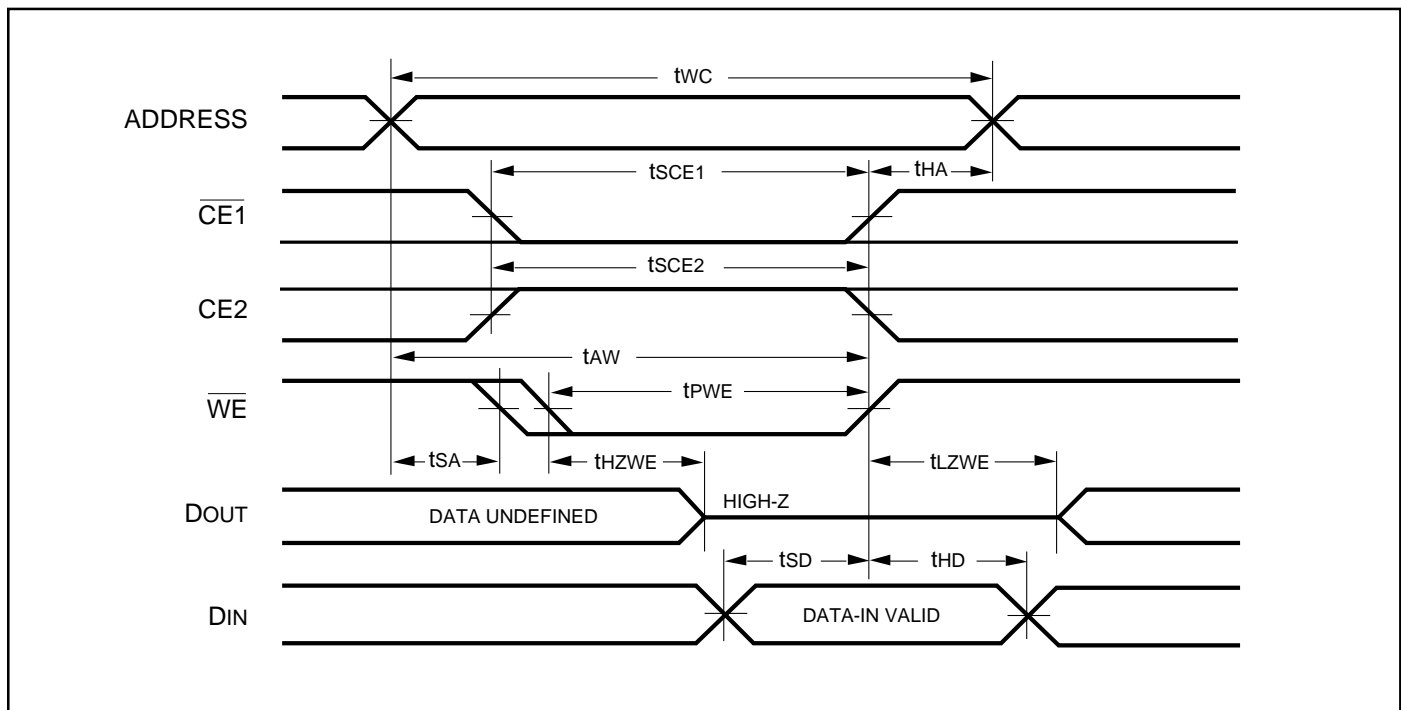 tWC
ADDRESS
tSCE1
tHA
CE1
tSCE2
CE2
tAW
tPWE
WE
tSA
tHZWE
tLZWE
DOUT
DATA UNDEFINED
HIGH-Z
tSD
tHD
DIN
DATA-IN VALID